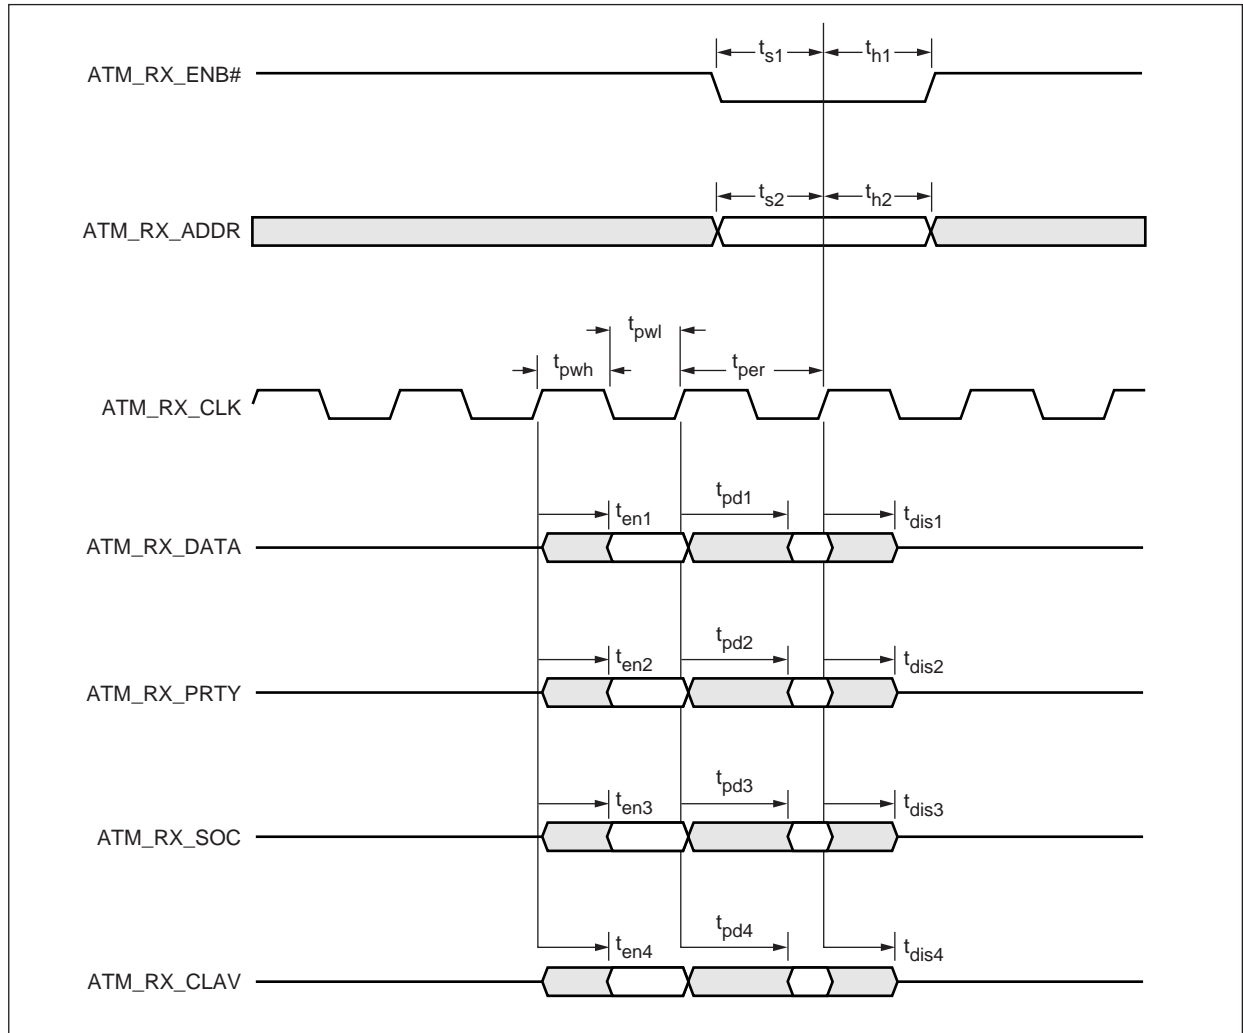 t_s1 t_h1
ATM_RX_ENB#
t_s2 t_h2
ATM_RX_ADDR
t_pwl
t_pwh t_per
ATM_RX_CLK
t_pd1
t_en1 t_dis1
ATM_RX_DATA
t_pd2
t_en2 t_dis2
ATM_RX_PRTY
t_pd3
t_en3 t_dis3
ATM_RX_SOC
t_pd4
t_en4 t_dis4
ATM_RX_CLAV